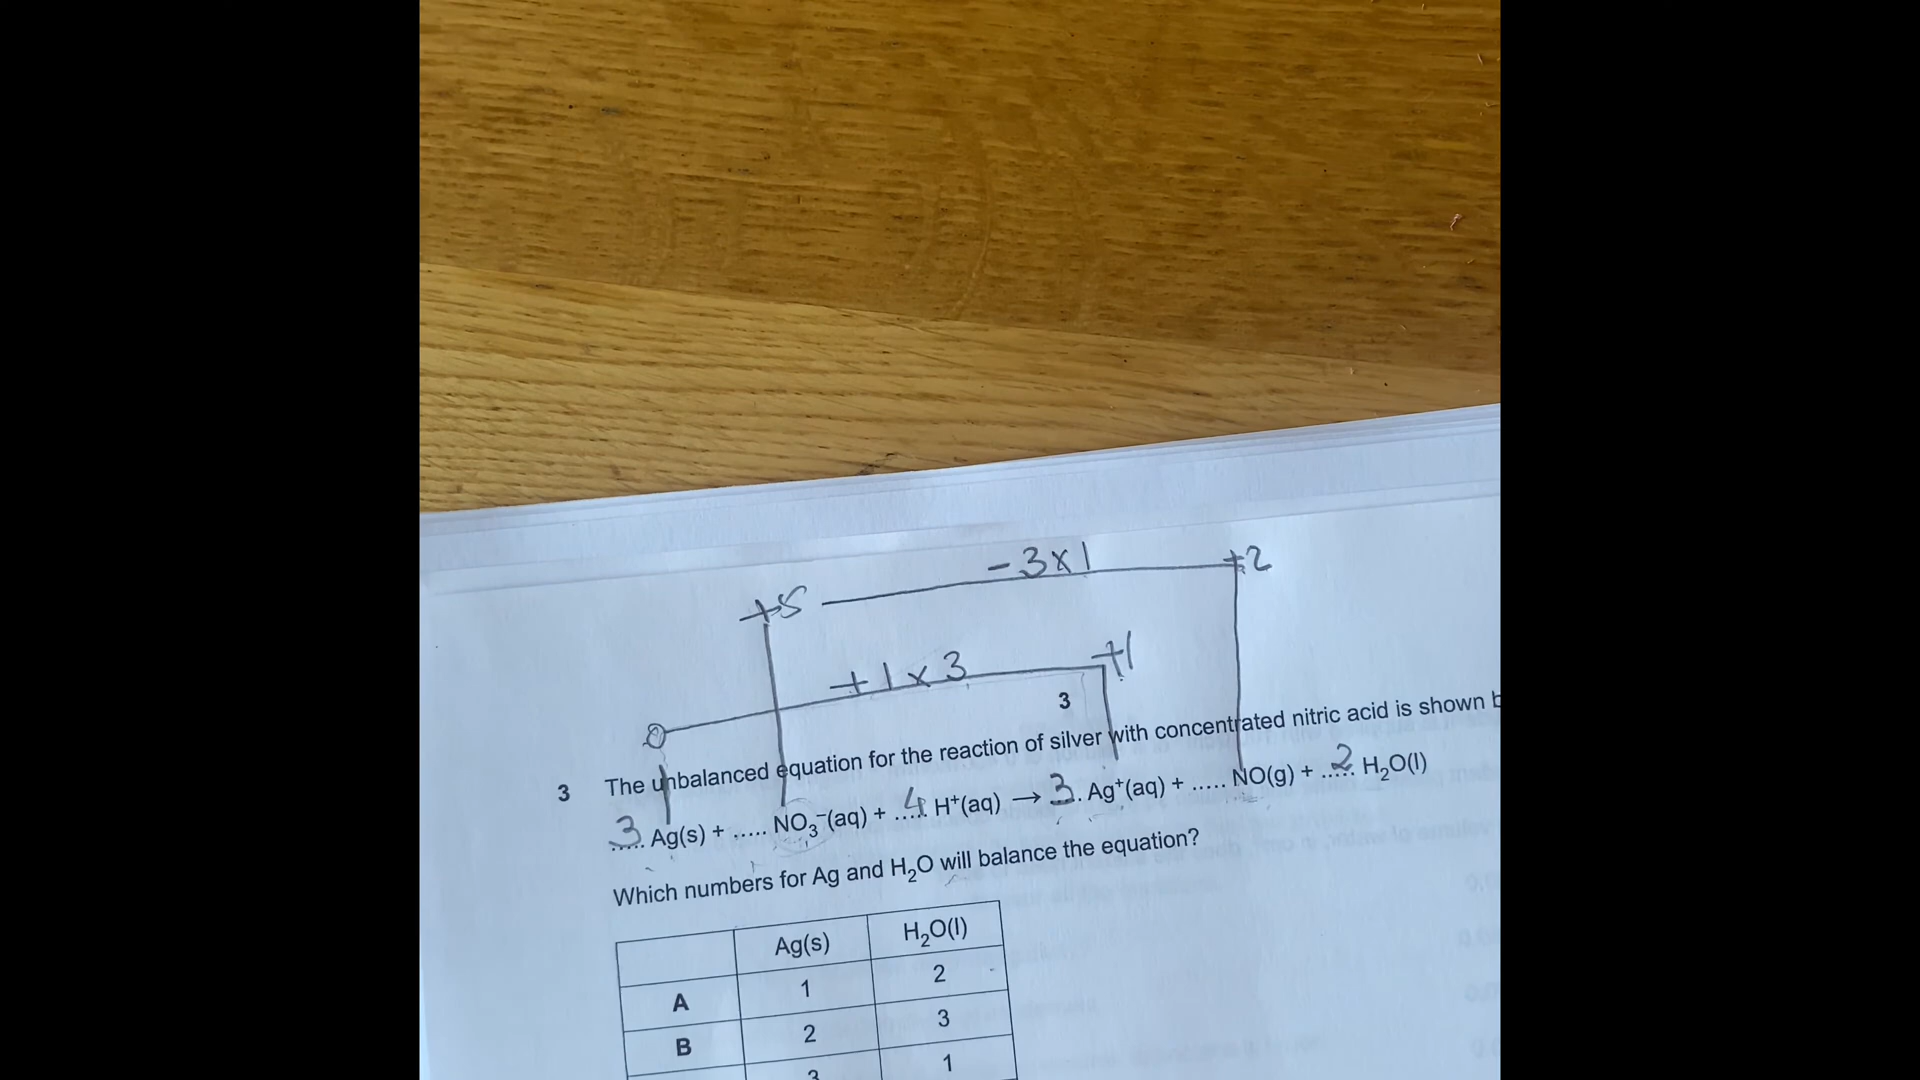 -3x1 +2
+5
+1x3 +1
3
0
3 The unbalanced equation for the reaction of silver with concentrated nitric acid is shown
3 Ag(s) + ..... NO₃⁻(aq) + 4 H⁺(aq) → 3 Ag⁺(aq) + ..... NO(g) + 2 H₂O(l)
Which numbers for Ag and H₂O will balance the equation?
Ag(s) H₂O(l)
A 1 2
B 2 3
3 1